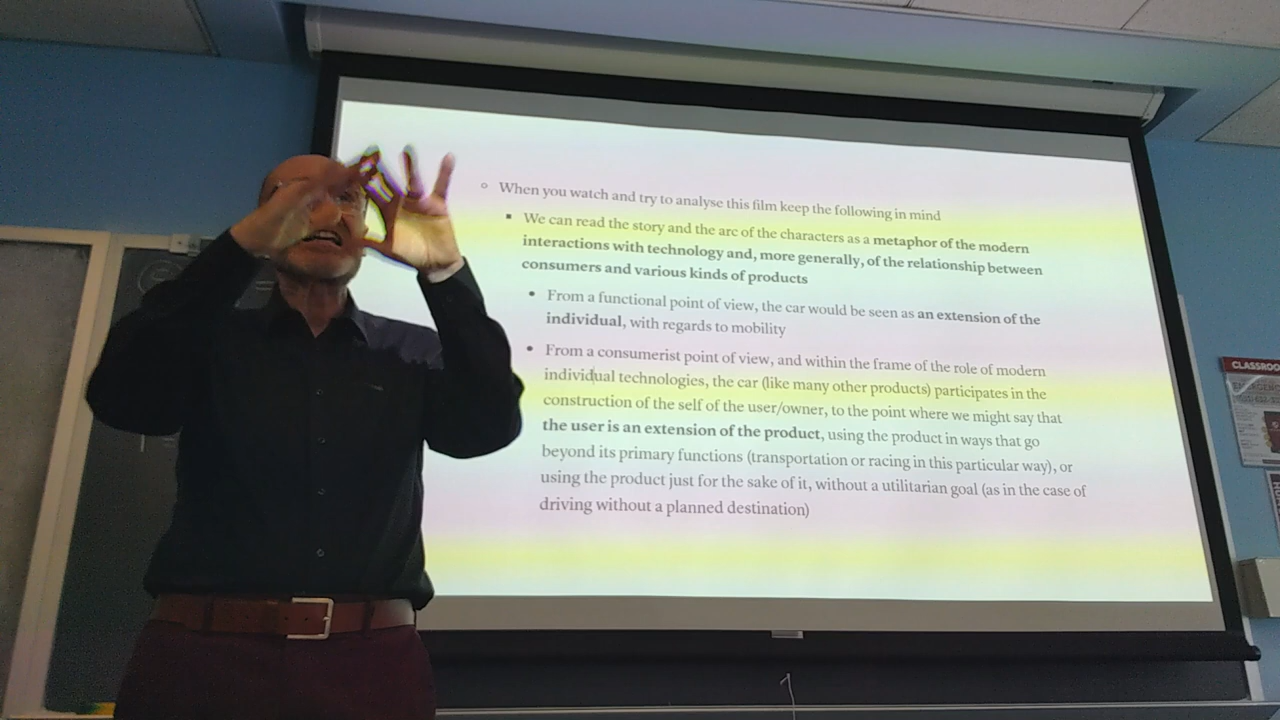 When you watch and try to analyse this film keep the following in mind
We can read the story and the arc of the characters as a metaphor of the modern
interactions with technology and, more generally, of the relationship between
consumers and various kinds of products
From a functional point of view, the car would be seen as an extension of the
individual, with regards to mobility
From a consumerist point of view, and within the frame of the role of modern
individual technologies, the car (like many other products) participates in the
construction of the self of the user/owner, to the point where we might say that
the user is an extension of the product, using the product in ways that go
beyond its primary functions (transportation or racing in this particular way), or
using the product just for the sake of it, without a utilitarian goal (as in the case of
driving without a planned destination)
CLASSROO